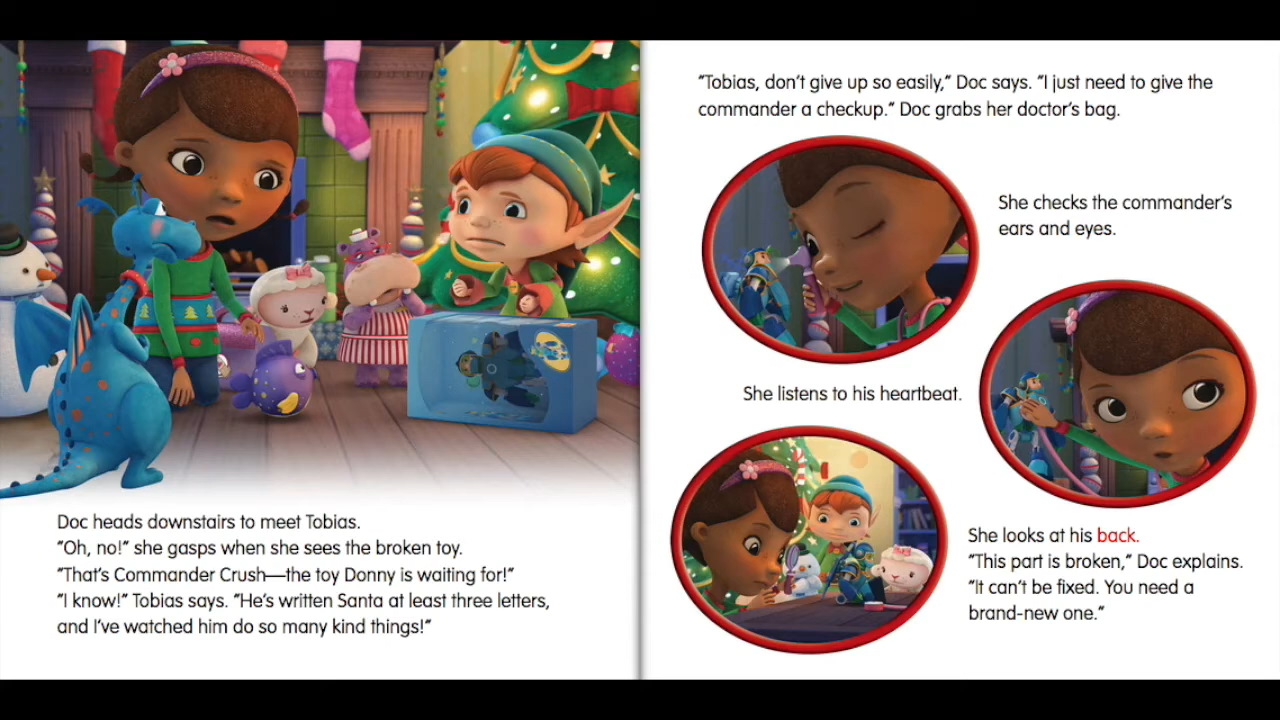 Doc heads downstairs to meet Tobias.
"Oh, no!" she gasps when she sees the broken toy.
"That's Commander Crush—the toy Donny is waiting for!"
"I know!" Tobias says. "He's written Santa at least three letters,
and I've watched him do so many kind things!"
"Tobias, don't give up so easily," Doc says. "I just need to give the
commander a checkup." Doc grabs her doctor's bag.
She checks the commander's
ears and eyes.
She listens to his heartbeat.
She looks at his back.
"This part is broken," Doc explains.
"It can't be fixed. You need a
brand-new one."